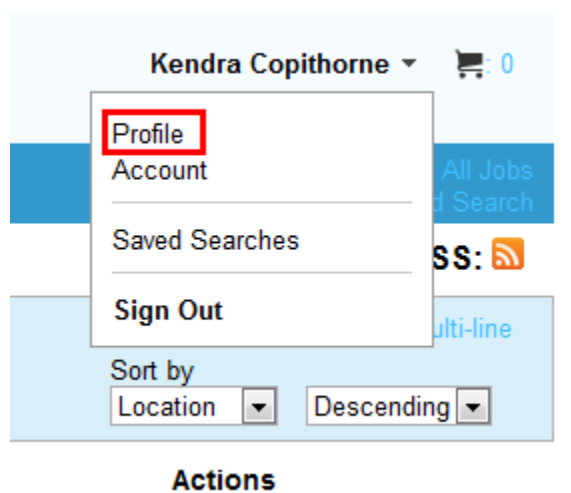 Kendra Copithorne : 0
Profile
Account
All Jobs
d Search
Saved Searches
SS:
Sign Out
ulti-line
Sort by
Location Descending
Actions